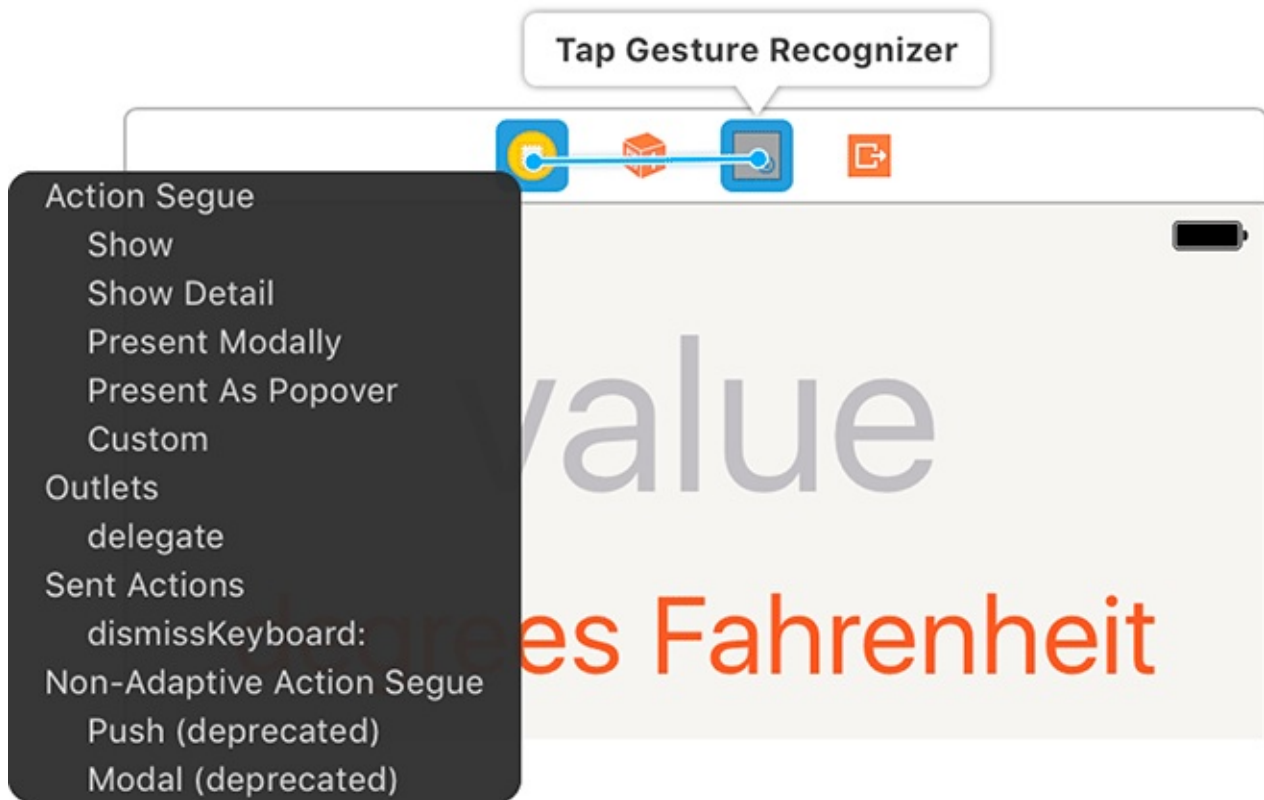 Tap Gesture Recognizer
Action Segue
Show
Show Detail
Present Modally
Present As Popover
Custom
Outlets
delegate
Sent Actions
dismissKeyboard:
Non-Adaptive Action Segue
Push (deprecated)
Modal (deprecated)
value
degrees Fahrenheit